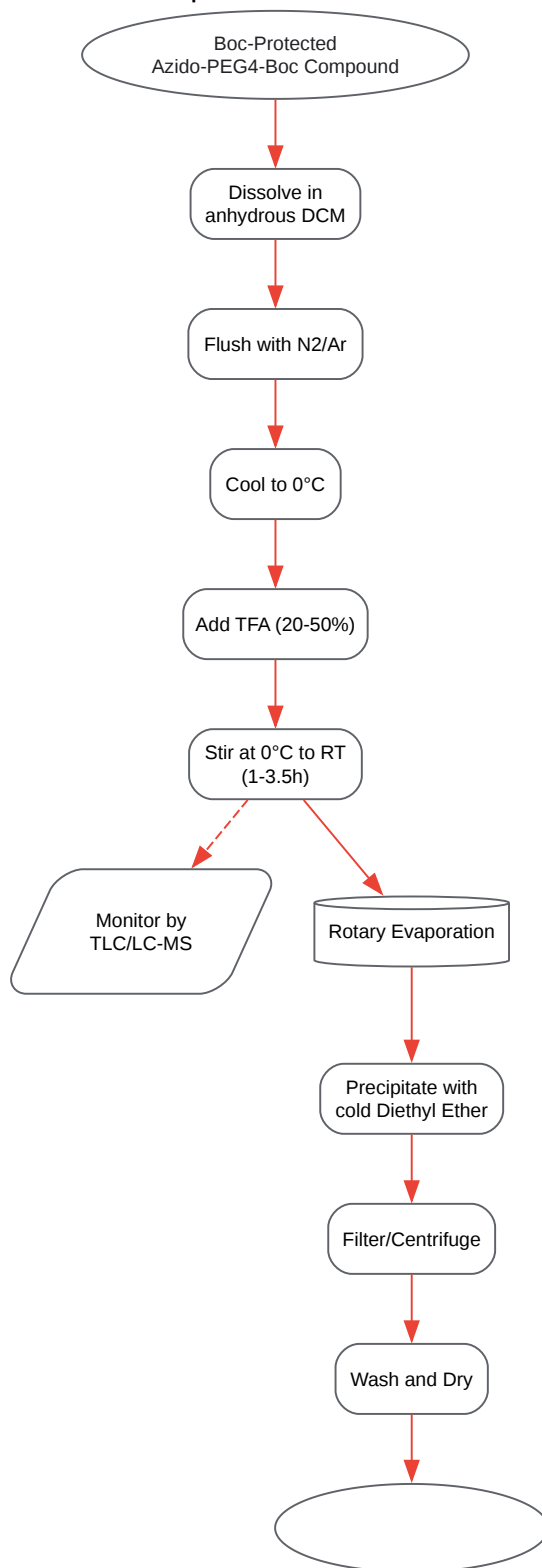 Boc-Protected
Azido-PEG4-Boc Compound
Dissolve in
anhydrous DCM
Flush with N2/Ar
Cool to 0°C
Add TFA (20-50%)
Stir at 0°C to RT
(1-3.5h)
Monitor by
TLC/LC-MS
Rotary Evaporation
Precipitate with
cold Diethyl Ether
Filter/Centrifuge
Wash and Dry